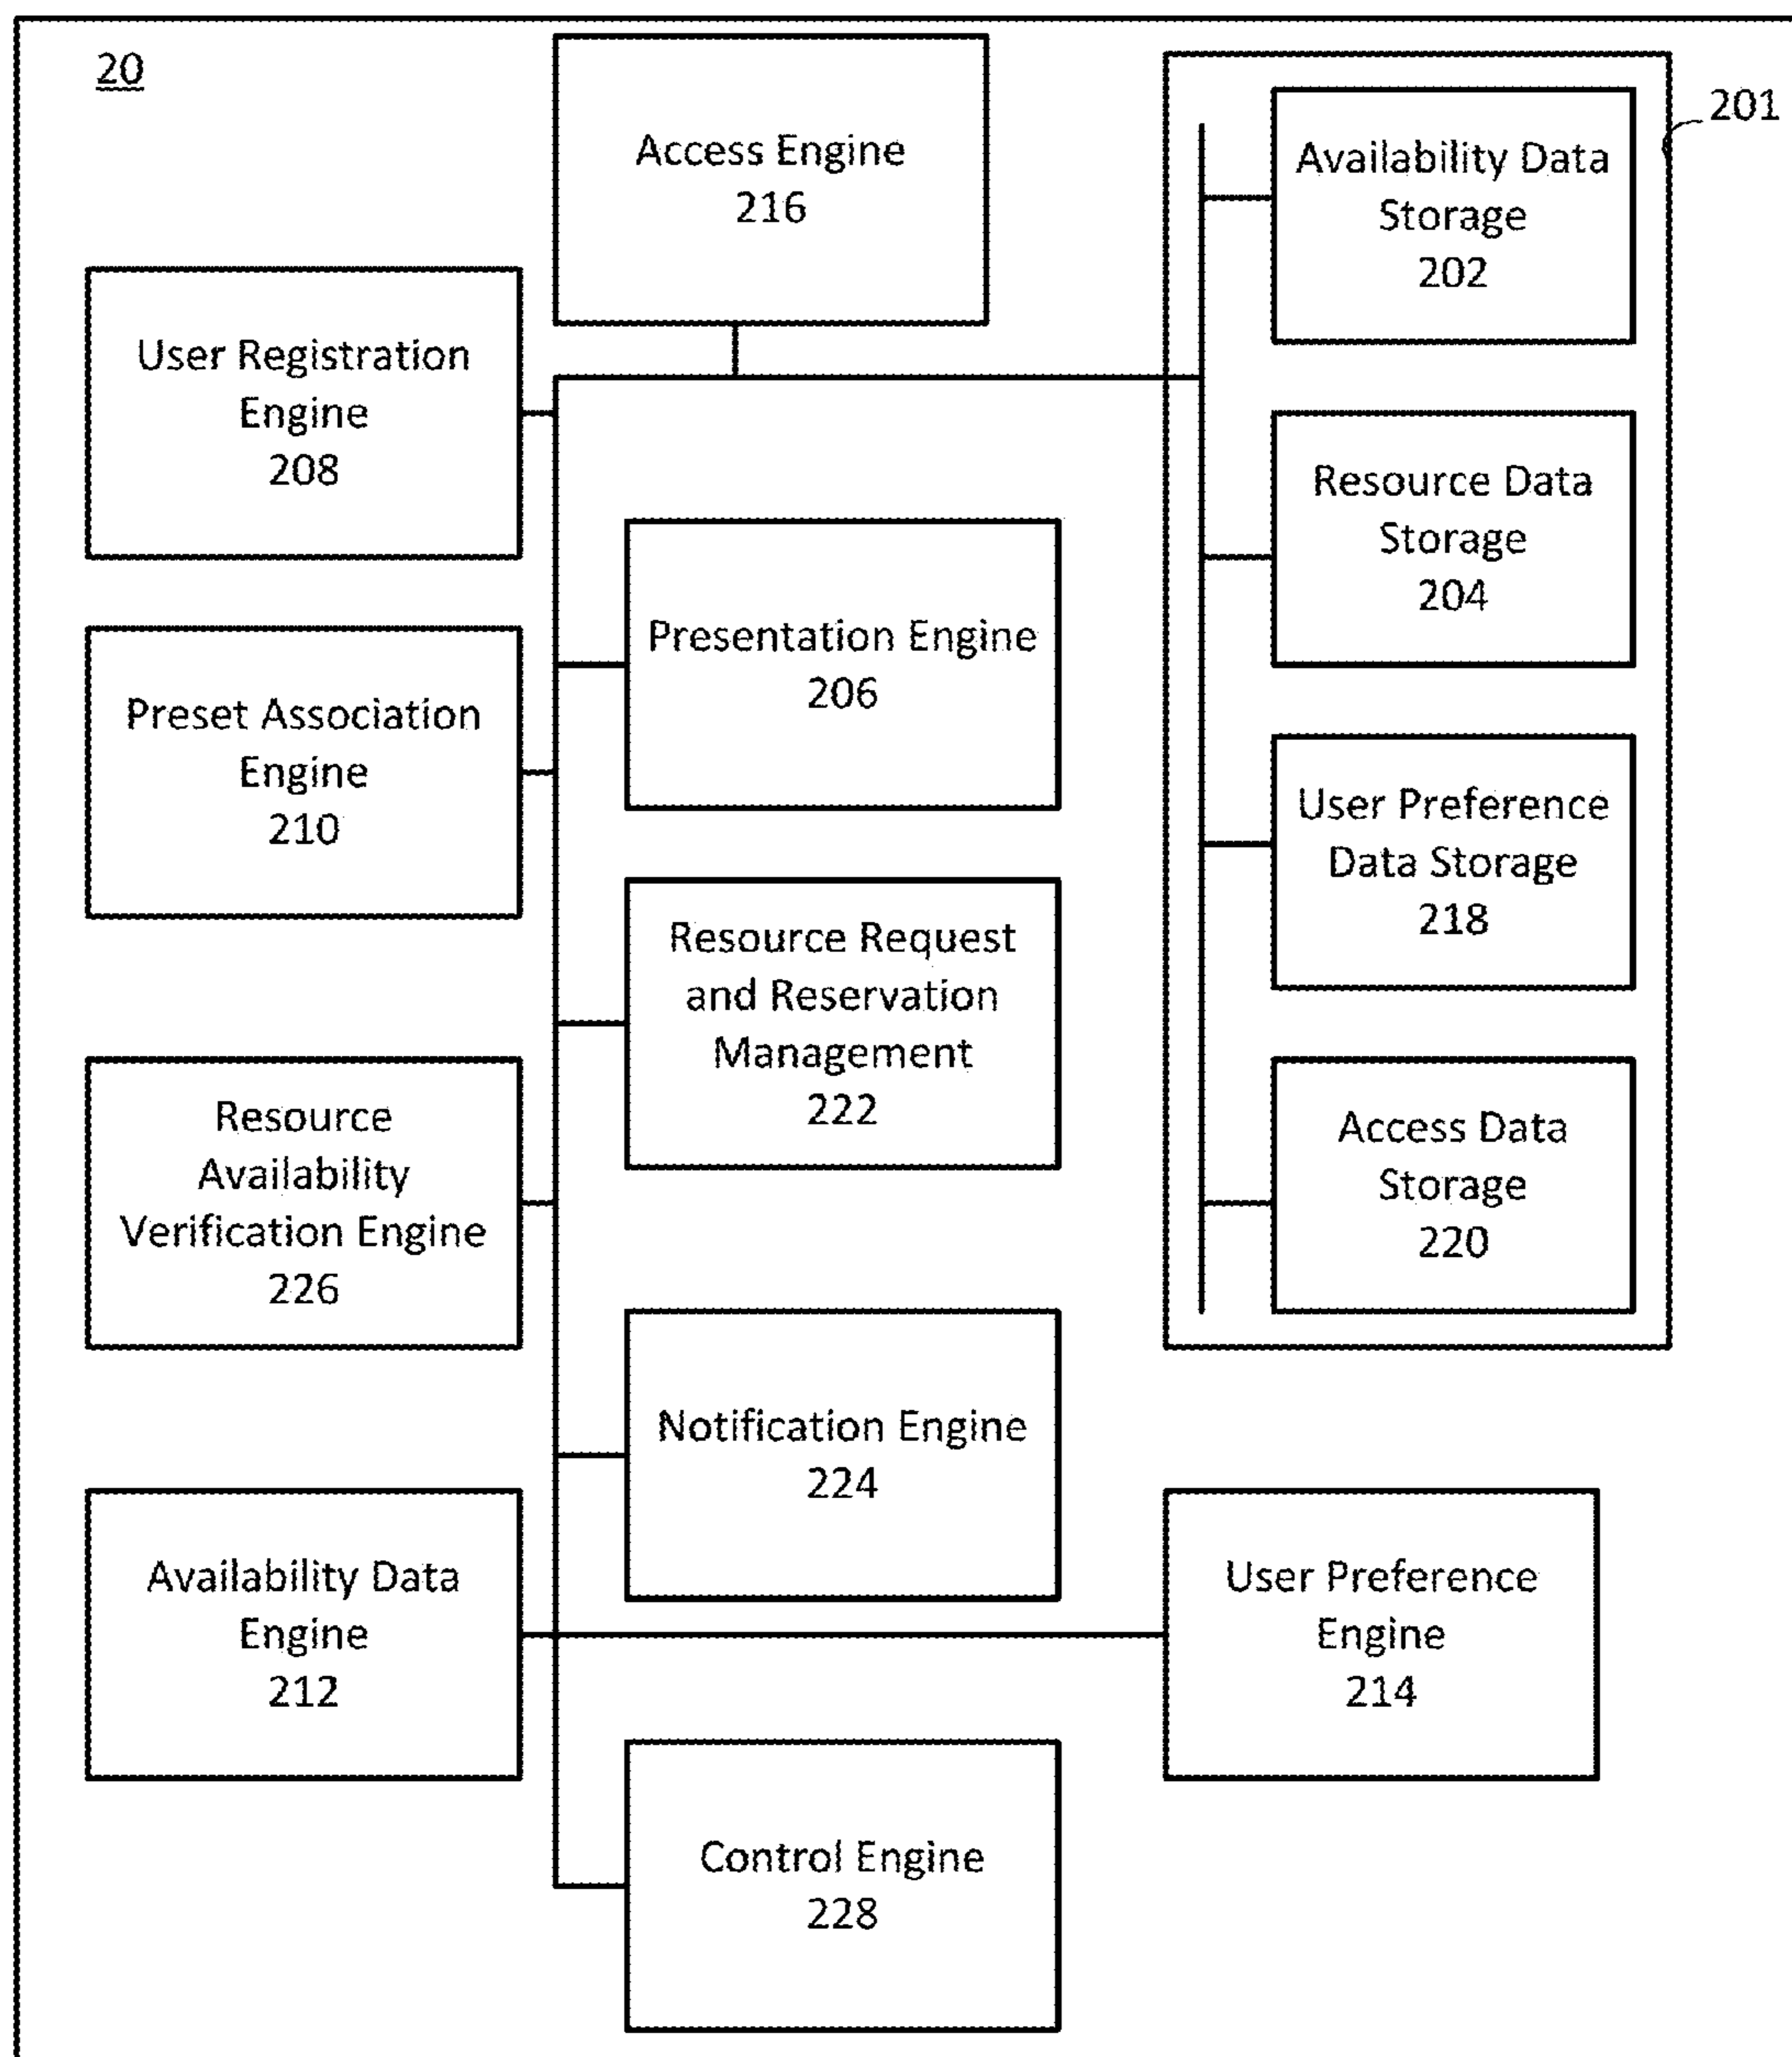 20
Access Engine
216
201
Availability Data
Storage
202
User Registration
Engine
208
Resource Data
Storage
204
Presentation Engine
206
Preset Association
Engine
210
User Preference
Data Storage
218
Resource Request
and Reservation
Management
222
Resource
Availability
Verification Engine
226
Access Data
Storage
220
Notification Engine
224
Availability Data
Engine
212
User Preference
Engine
214
Control Engine
228